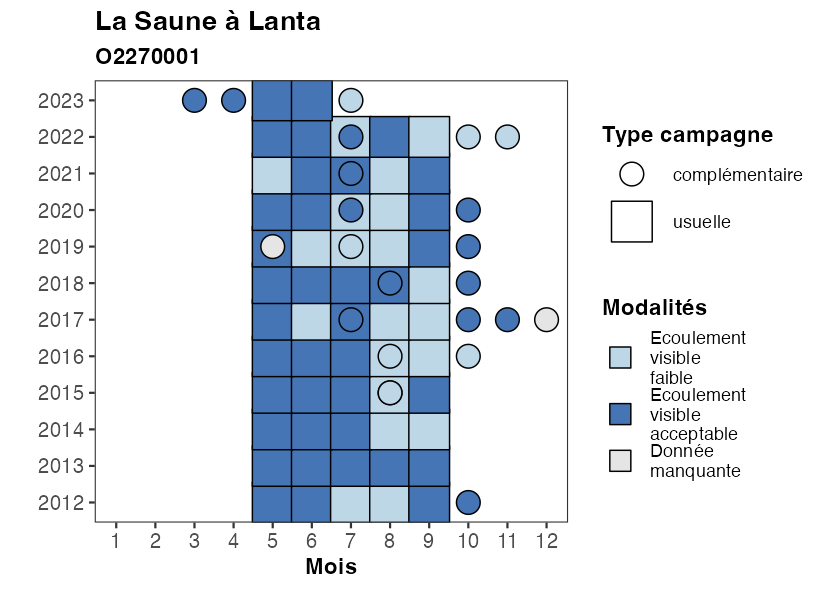 La Saune à Lanta
O2270001
2023
2022
2021
2020
2019
2018
2017
2016
2015
2014
2013
2012
1 2 3 4 5 6 7 8 9 10 11 12
Mois
Type campagne
complémentaire
usuelle
Modalités
Ecoulement
visible
faible
Ecoulement
visible
acceptable
Donnée
manquante